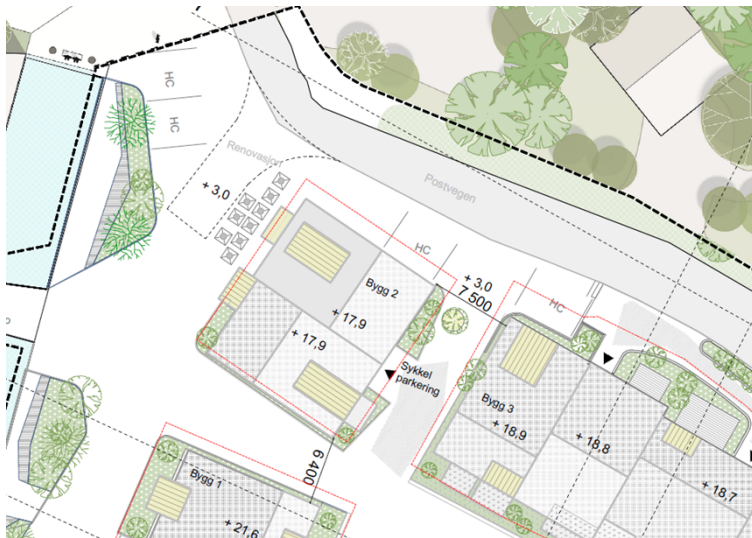 HC
HC
Renovasjon
+ 3,0
Postvegen
HC
+ 3,0
7 500
HC
Bygg 2
+ 17,9
+ 17,9
Sykkel
parkering
Bygg 3
+ 18,9
+ 18,8
+ 18,7
6 400
Bygg 1
+ 21,6